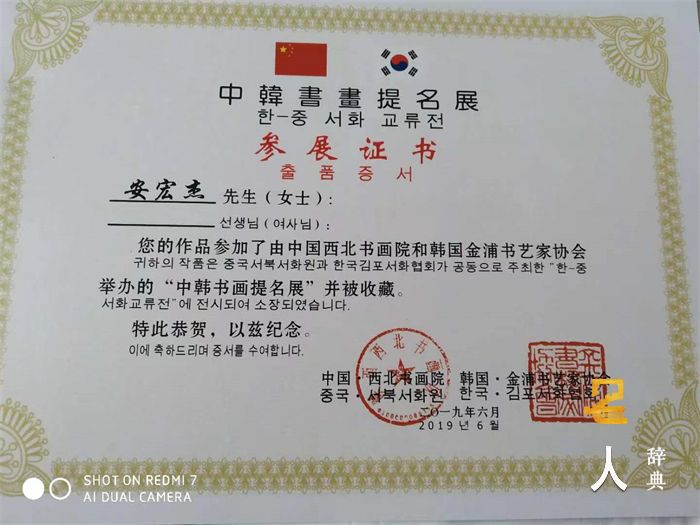 中韓書畫提名展
한-중 서화 교류전
参展证书
출품증서
安宏杰 先生（女士）：
선생님（여사님）：
您的作品参加了由中国西北书画院和韩国金浦书艺家协会
귀하의 작품은 중국서북서화원과 한국김포서화협회가 공동으로 주최한 "한-중
举办的“中韩书画提名展”并被收藏。
서화교류전"에 전시되여 소장되였습니다.
特此恭贺，以兹纪念。
이에 축하드리며 증서를 수여합니다.
中国·西北书画院 韩国·金浦书艺家协会
중국·서북서화원 한국·김포서화협회
二〇一九年六月
2019년 6월
SHOT ON REDMI 7
AI DUAL CAMERA
名人
辞典